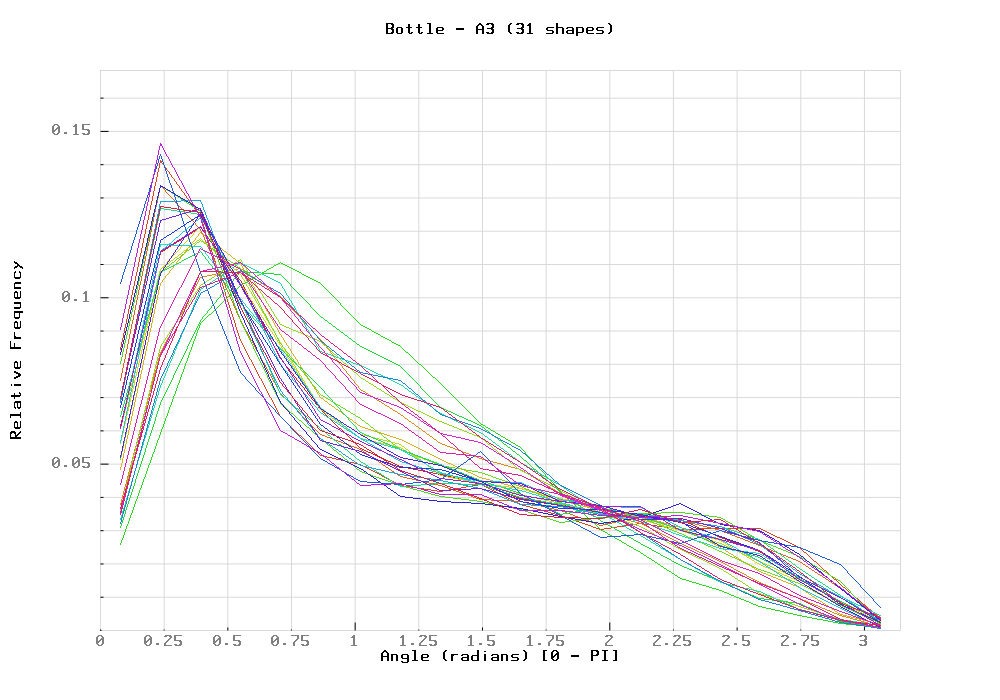 Bottle - A3 (31 shapes)
0.15
0.1
0.05
Relative Frequency
0 0.25 0.5 0.75 1 1.25 1.5 1.75 2 2.25 2.5 2.75 3
Angle (radians) [0 - PI]